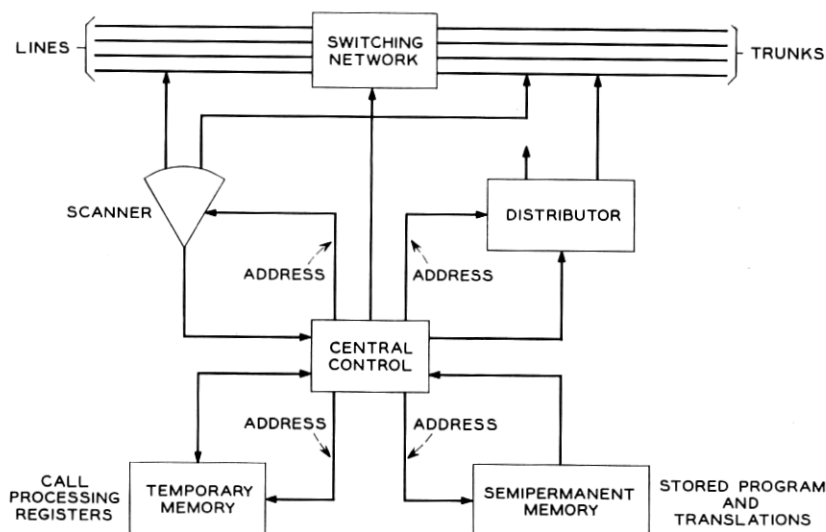 LINES
SWITCHING
NETWORK
TRUNKS
SCANNER
DISTRIBUTOR
ADDRESS
ADDRESS
CENTRAL
CONTROL
ADDRESS
ADDRESS
CALL
PROCESSING
REGISTERS
TEMPORARY
MEMORY
SEMIPERMANENT
MEMORY
STORED PROGRAM
AND
TRANSLATIONS